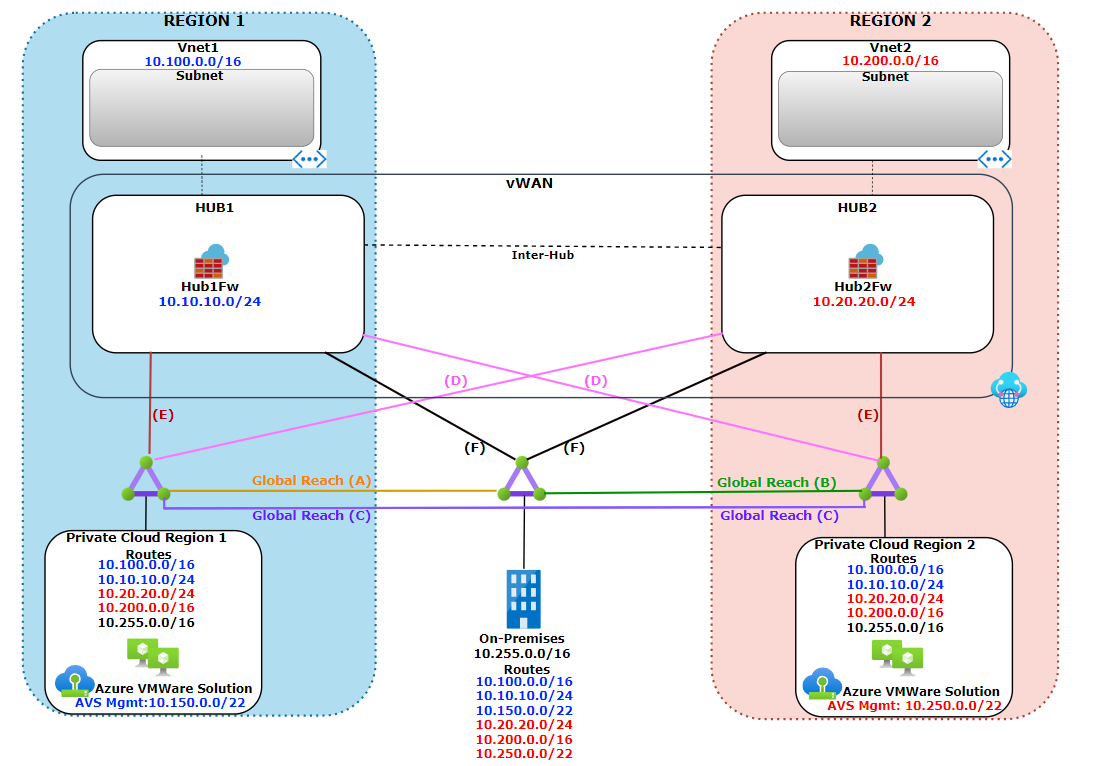 REGION 1
Vnet1
10.100.0.0/16
Subnet
REGION 2
Vnet2
10.200.0.0/16
Subnet
vWAN
HUB1
Hub1Fw
10.10.10.0/24
Inter-Hub
HUB2
Hub2Fw
10.20.20.0/24
(D)
(D)
(E)
(E)
(F)
(F)
Global Reach (A)
Global Reach (B)
Global Reach (C)
Global Reach (C)
Private Cloud Region 1
Routes
10.100.0.0/16
10.10.10.0/24
10.20.20.0/24
10.200.0.0/16
10.255.0.0/16
Azure VMWare Solution
AVS Mgmt:10.150.0.0/22
On-Premises
10.255.0.0/16
Routes
10.100.0.0/16
10.10.10.0/24
10.150.0.0/22
10.20.20.0/24
10.200.0.0/16
10.250.0.0/22
Private Cloud Region 2
Routes
10.100.0.0/16
10.10.10.0/24
10.20.20.0/24
10.200.0.0/16
10.255.0.0/16
Azure VMWare Solution
AVS Mgmt: 10.250.0.0/22